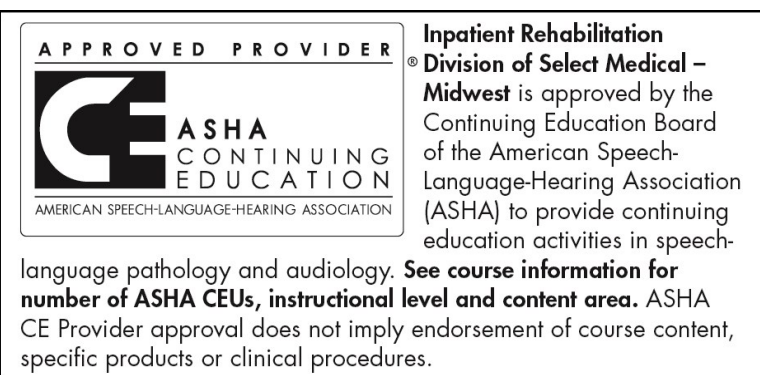 APPROVED PROVIDER
CE ASHA
CONTINUING
EDUCATION
AMERICAN SPEECH-LANGUAGE-HEARING ASSOCIATION
®
Inpatient Rehabilitation
Division of Select Medical –
Midwest is approved by the
Continuing Education Board
of the American Speech-
Language-Hearing Association
(ASHA) to provide continuing
education activities in speech-
language pathology and audiology. See course information for
number of ASHA CEUs, instructional level and content area. ASHA
CE Provider approval does not imply endorsement of course content,
specific products or clinical procedures.